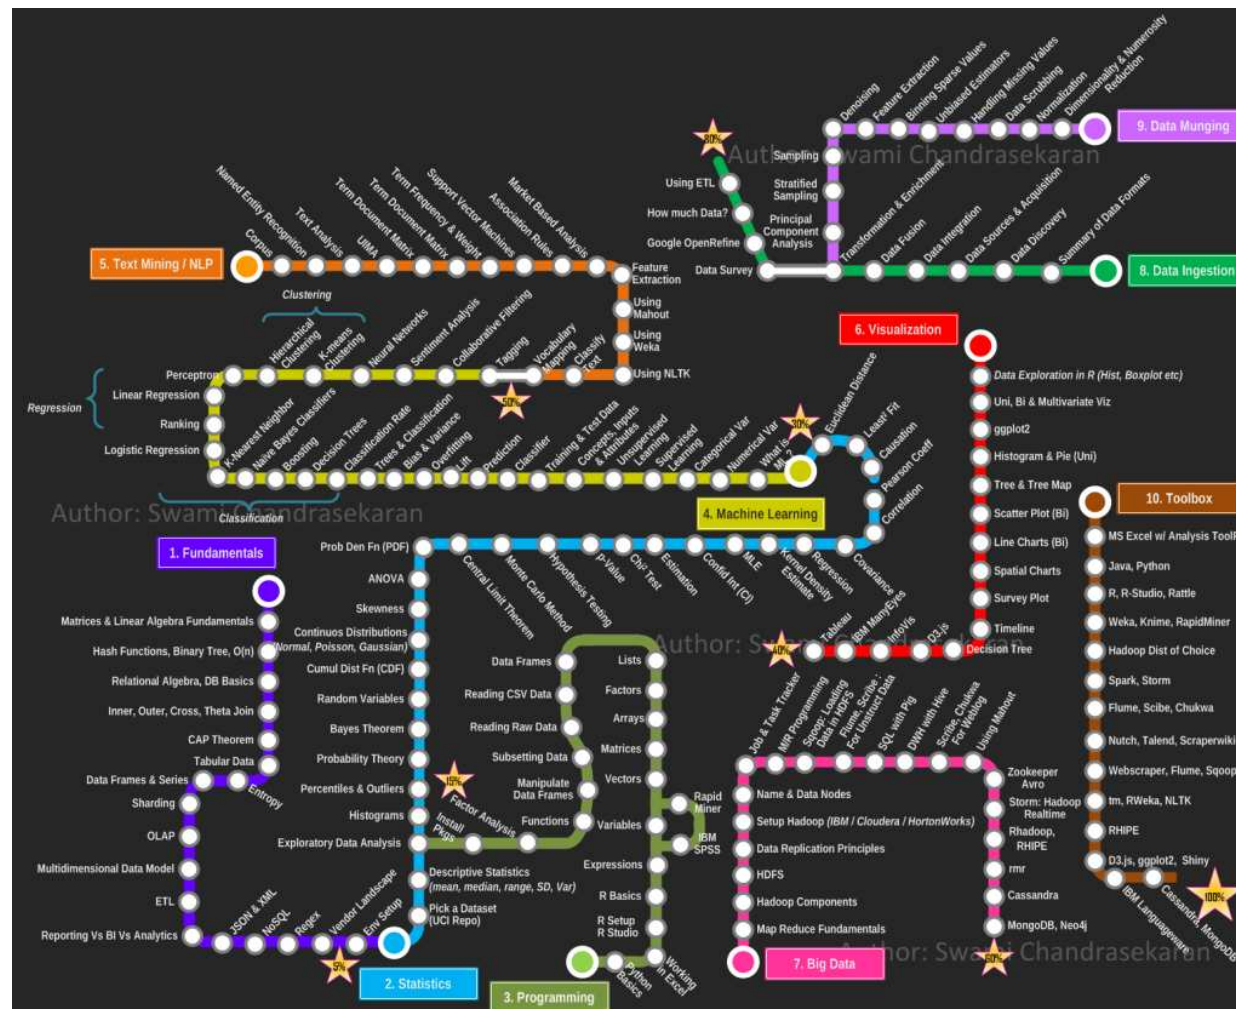 Author: Swami Chandrasekaran
9. Data Munging
Dimensionality & Numerosity
Reduction
Normalization
Data Scrubbing
Handling Missing Values
Unbiased Estimators
Binning Sparse Values
Feature Extraction
Denoising
Sampling
Stratified
Sampling
Principal
Component
Analysis
80%
Using ETL
How much Data?
Google OpenRefine
Data Survey
Transformation & Enrichment
Data Fusion
Data Integration
Data Sources & Acquisition
Data Discovery
Summary of Data Formats
8. Data Ingestion
5. Text Mining / NLP
Corpus
Named Entity Recognition
Text Analysis
UIMA
Term Document Matrix
Term Document Matrix
Term Frequency & Weight
Support Vector Machines
Association Rules
Market Based Analysis
Feature
Extraction
Using
Mahout
Using
Weka
Using NLTK
Classify
Text
Vocabulary
Mapping
50%
Tagging
Collaborative Filtering
Sentiment Analysis
Neural Networks
Clustering
K-means
Clustering
Hierarchical
Clustering
Perceptron
Regression
Linear Regression
Ranking
Logistic Regression
K-Nearest Neighbor
Naive Bayes Classifiers
Boosting
Decision Trees
Classification Rate
Trees & Classification
Bias & Variance
Overfitting
Lift
Prediction
Classifier
Training & Test Data
Concepts, Inputs
& Attributes
Unsupervised
Learning
Supervised
Learning
Categorical Var
Numerical Var
What is
ML?
30%
4. Machine Learning
Classification
Author: Swami Chandrasekaran
6. Visualization
Data Exploration in R (Hist, Boxplot etc)
Uni, Bi & Multivariate Viz
ggplot2
Histogram & Pie (Uni)
Tree & Tree Map
Scatter Plot (Bi)
Line Charts (Bi)
Spatial Charts
Survey Plot
Timeline
Decision Tree
D3.js
InfoVis
IBM ManyEyes
Tableau
40%
Author: Swami Chandrasekaran
10. Toolbox
MS Excel w/ Analysis ToolP
Java, Python
R, R-Studio, Rattle
Weka, Knime, RapidMiner
Hadoop Dist of Choice
Spark, Storm
Flume, Scibe, Chukwa
Nutch, Talend, Scraperwiki
Webscraper, Flume, Sqoop
tm, RWeka, NLTK
RHIPE
D3.js, ggplot2, Shiny
IBM Languageware
Cassandra, MongoDB
100%
1. Fundamentals
Matrices & Linear Algebra Fundamentals
Hash Functions, Binary Tree, O(n)
Relational Algebra, DB Basics
Inner, Outer, Cross, Theta Join
CAP Theorem
Tabular Data
Entropy
Data Frames & Series
Sharding
OLAP
Multidimensional Data Model
ETL
Reporting Vs BI Vs Analytics
JSON & XML
NoSQL
Regex
Vendor Landscape
Env Setup
5%
2. Statistics
Pick a Dataset
(UCI Repo)
Descriptive Statistics
(mean, median, range, SD, Var)
Exploratory Data Analysis
Histograms
Percentiles & Outliers
Probability Theory
Bayes Theorem
Random Variables
Cumul Dist Fn (CDF)
Continuos Distributions
(Normal, Poisson, Gaussian)
Skewness
ANOVA
Prob Den Fn (PDF)
Central Limit Theorem
Monte Carlo Method
Hypothesis Testing
p-Value
Chi² Test
Estimation
Confid Int (CI)
MLE
Kernel Density
Estimate
Regression
Covariance
Correlation
Pearson Coeff
Causation
Least² Fit
Euclidean Distance
3. Programming
Python
Basics
Working
in Excel
R Setup
R Studio
R Basics
Expressions
IBM
SPSS
Rapid
Miner
Variables
Vectors
Matrices
Arrays
Factors
Lists
Data Frames
Reading CSV Data
Reading Raw Data
Subsetting Data
Manipulate
Data Frames
Functions
Factor Analysis
Install
Pkgs
15%
7. Big Data
Map Reduce Fundamentals
Hadoop Components
HDFS
Data Replication Principles
Setup Hadoop (IBM / Cloudera / HortonWorks)
Name & Data Nodes
Job & Task Tracker
M/R Programming
Sqoop: Loading
Data in HDFS
Flume, Scribe :
For Unstruct Data
SQL with Pig
DWH with Hive
Scribe, Chukwa
For Weblog
Using Mahout
Zookeeper
Avro
Storm: Hadoop
Realtime
Rhadoop,
RHIPE
rmr
Cassandra
MongoDB, Neo4j
60%
Author: Swami Chandrasekaran